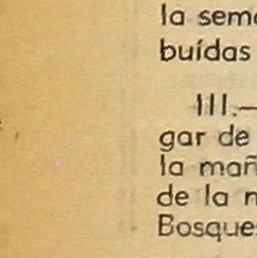 la sem
buídas
III.—
gar de
la mañ
de la
Bosque